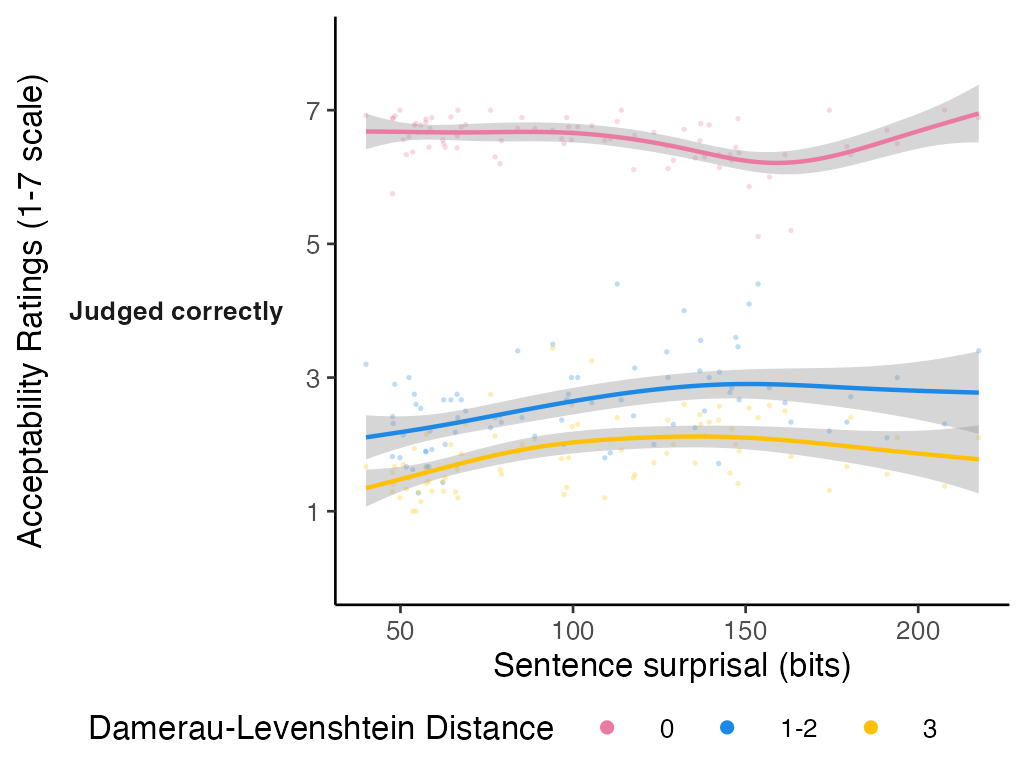 Acceptability Ratings (1-7 scale)
Judged correctly
7
5
3
1
50 100 150 200
Sentence surprisal (bits)
Damerau-Levenshtein Distance 0 1-2 3